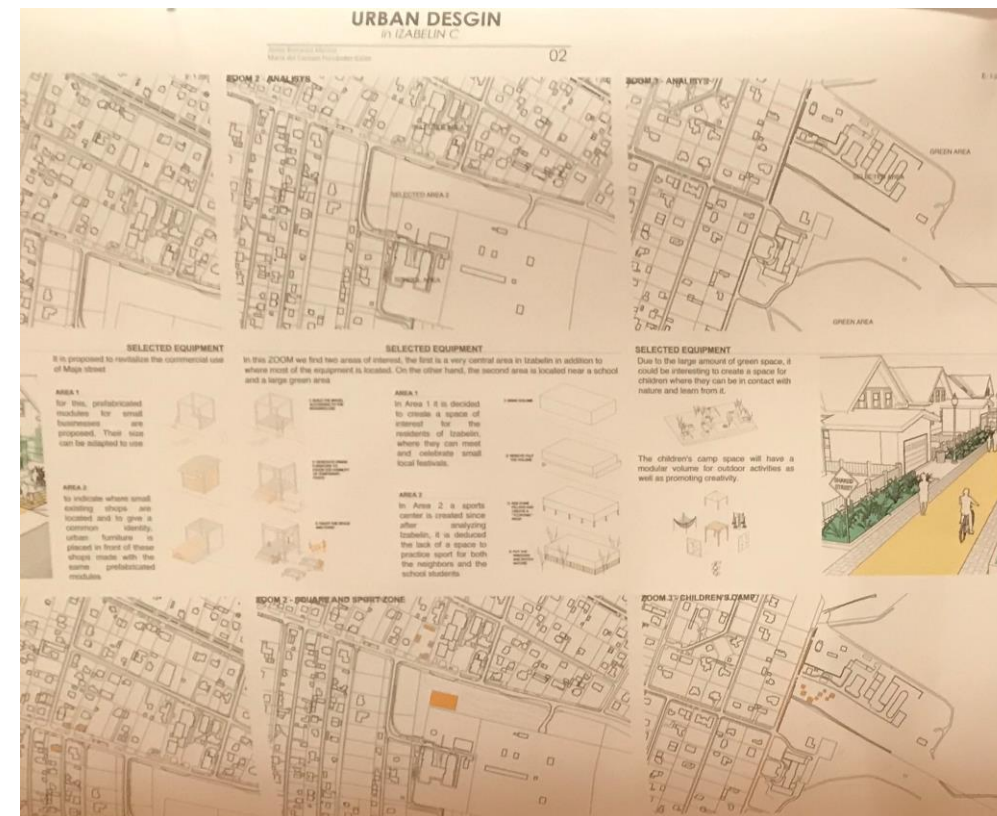 URBAN DESGIN
in IZABELIN C
02
ZOOM 2 - ANALISYS
ANALISYS
SELECTED AREA 2
GREEN AREA
SELECTED AREA
GREEN AREA
SELECTED EQUIPMENT
It is proposed to revitalise the commercial use
of Maja street
AREA 1
for this, prefabricated
modules for small
businesses are
proposed. Their size
can be adapted to use
AREA 2
to indicate where small
existing shops are
located and to give a
common identity,
urban furniture is
placed in front of these
shops made with the
same prefabricated
modules
SELECTED EQUIPMENT
In this ZOOM we find two areas of interest, the first is a very central area in Izabelin in addition to
where most of the equipment is located. On the other hand, the second area is located near a school
and a large green area
AREA 1
In Area 1 it is decided
to create a space of
interest for the
residents of Izabelin,
where they can meet
and celebrate small
local festivals.
AREA 2
In Area 2 a sports
center is created since
after analyzing
Izabelin, it is deduced
the lack of a space to
practice sport for both
the neighbors and the
school students
SELECTED EQUIPMENT
Due to the large amount of green space, it
could be interesting to create a space for
children where they can be in contact with
nature and learn from it.
The children's camp space will have a
modular volume for outdoor activities as
well as promoting creativity.
ZOOM 2 - SQUARE AND SPORT ZONE
ZOOM 3 - CHILDREN'S CAMP